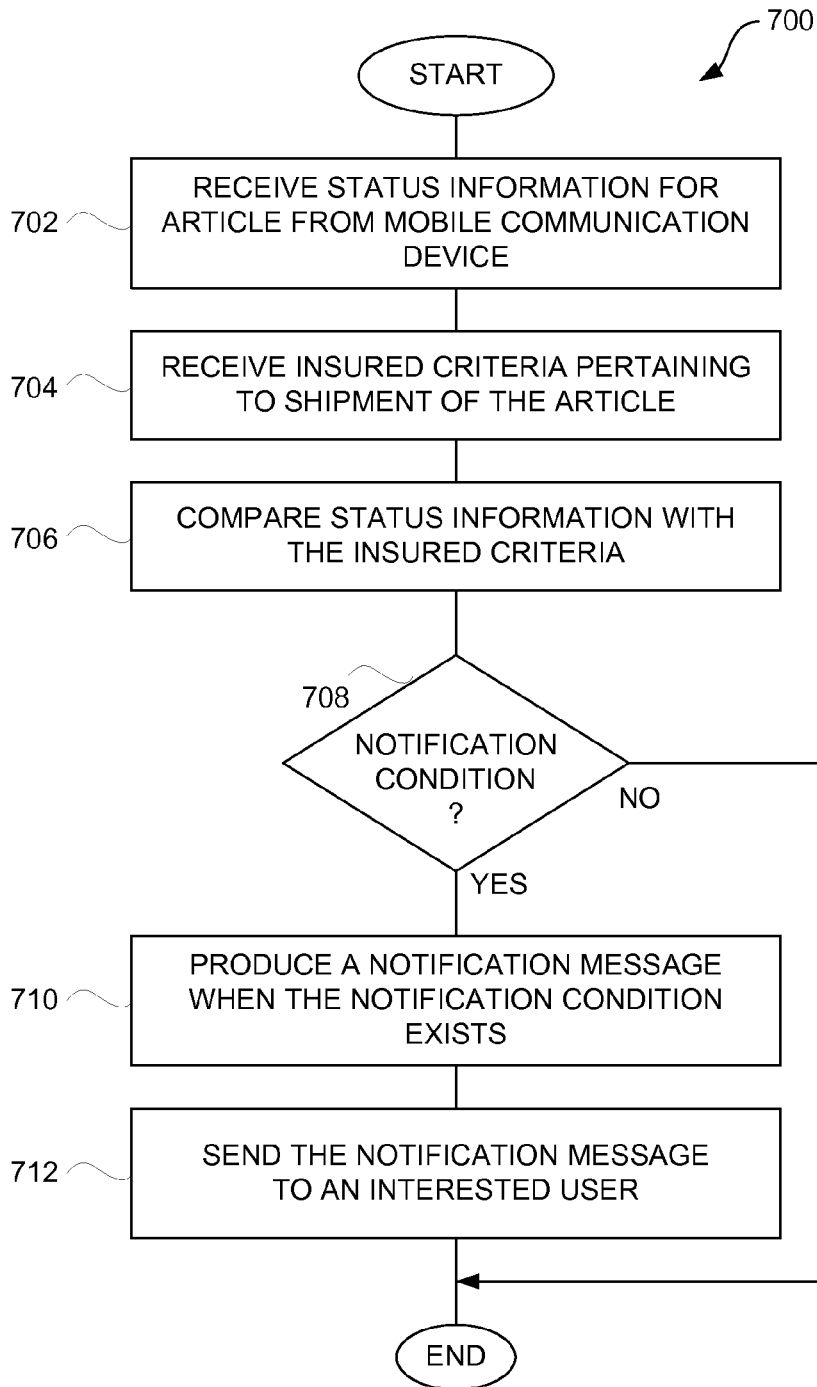 700
START
702
RECEIVE STATUS INFORMATION FOR
ARTICLE FROM MOBILE COMMUNICATION
DEVICE
704
RECEIVE INSURED CRITERIA PERTAINING
TO SHIPMENT OF THE ARTICLE
706
COMPARE STATUS INFORMATION WITH
THE INSURED CRITERIA
708
NOTIFICATION
CONDITION
?
NO
YES
710
PRODUCE A NOTIFICATION MESSAGE
WHEN THE NOTIFICATION CONDITION
EXISTS
712
SEND THE NOTIFICATION MESSAGE
TO AN INTERESTED USER
END